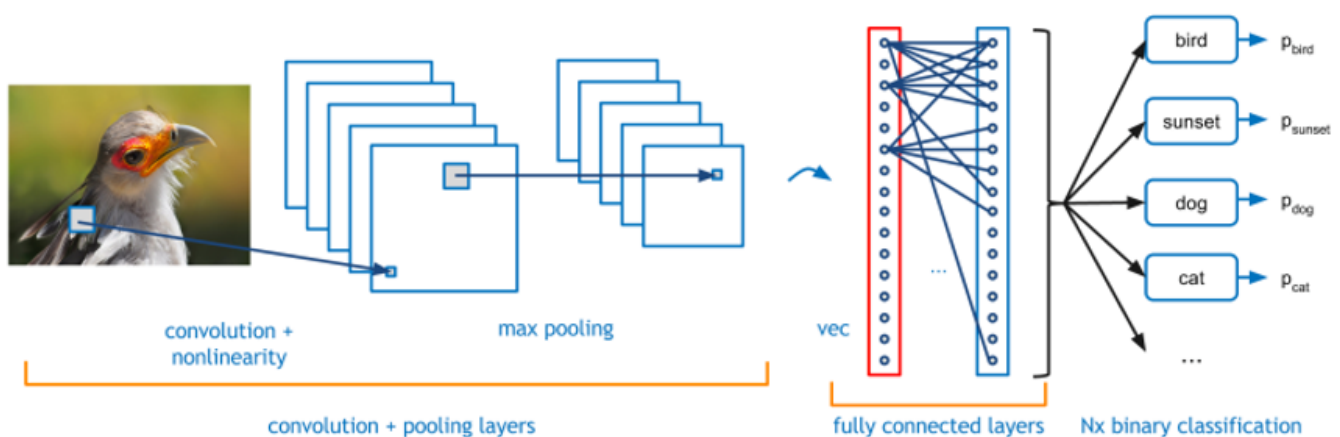 bird
p_bird
sunset
p_sunset
dog
p_dog
cat
p_cat
...
...
convolution +
nonlinearity
max pooling
vec
convolution + pooling layers
fully connected layers
Nx binary classification